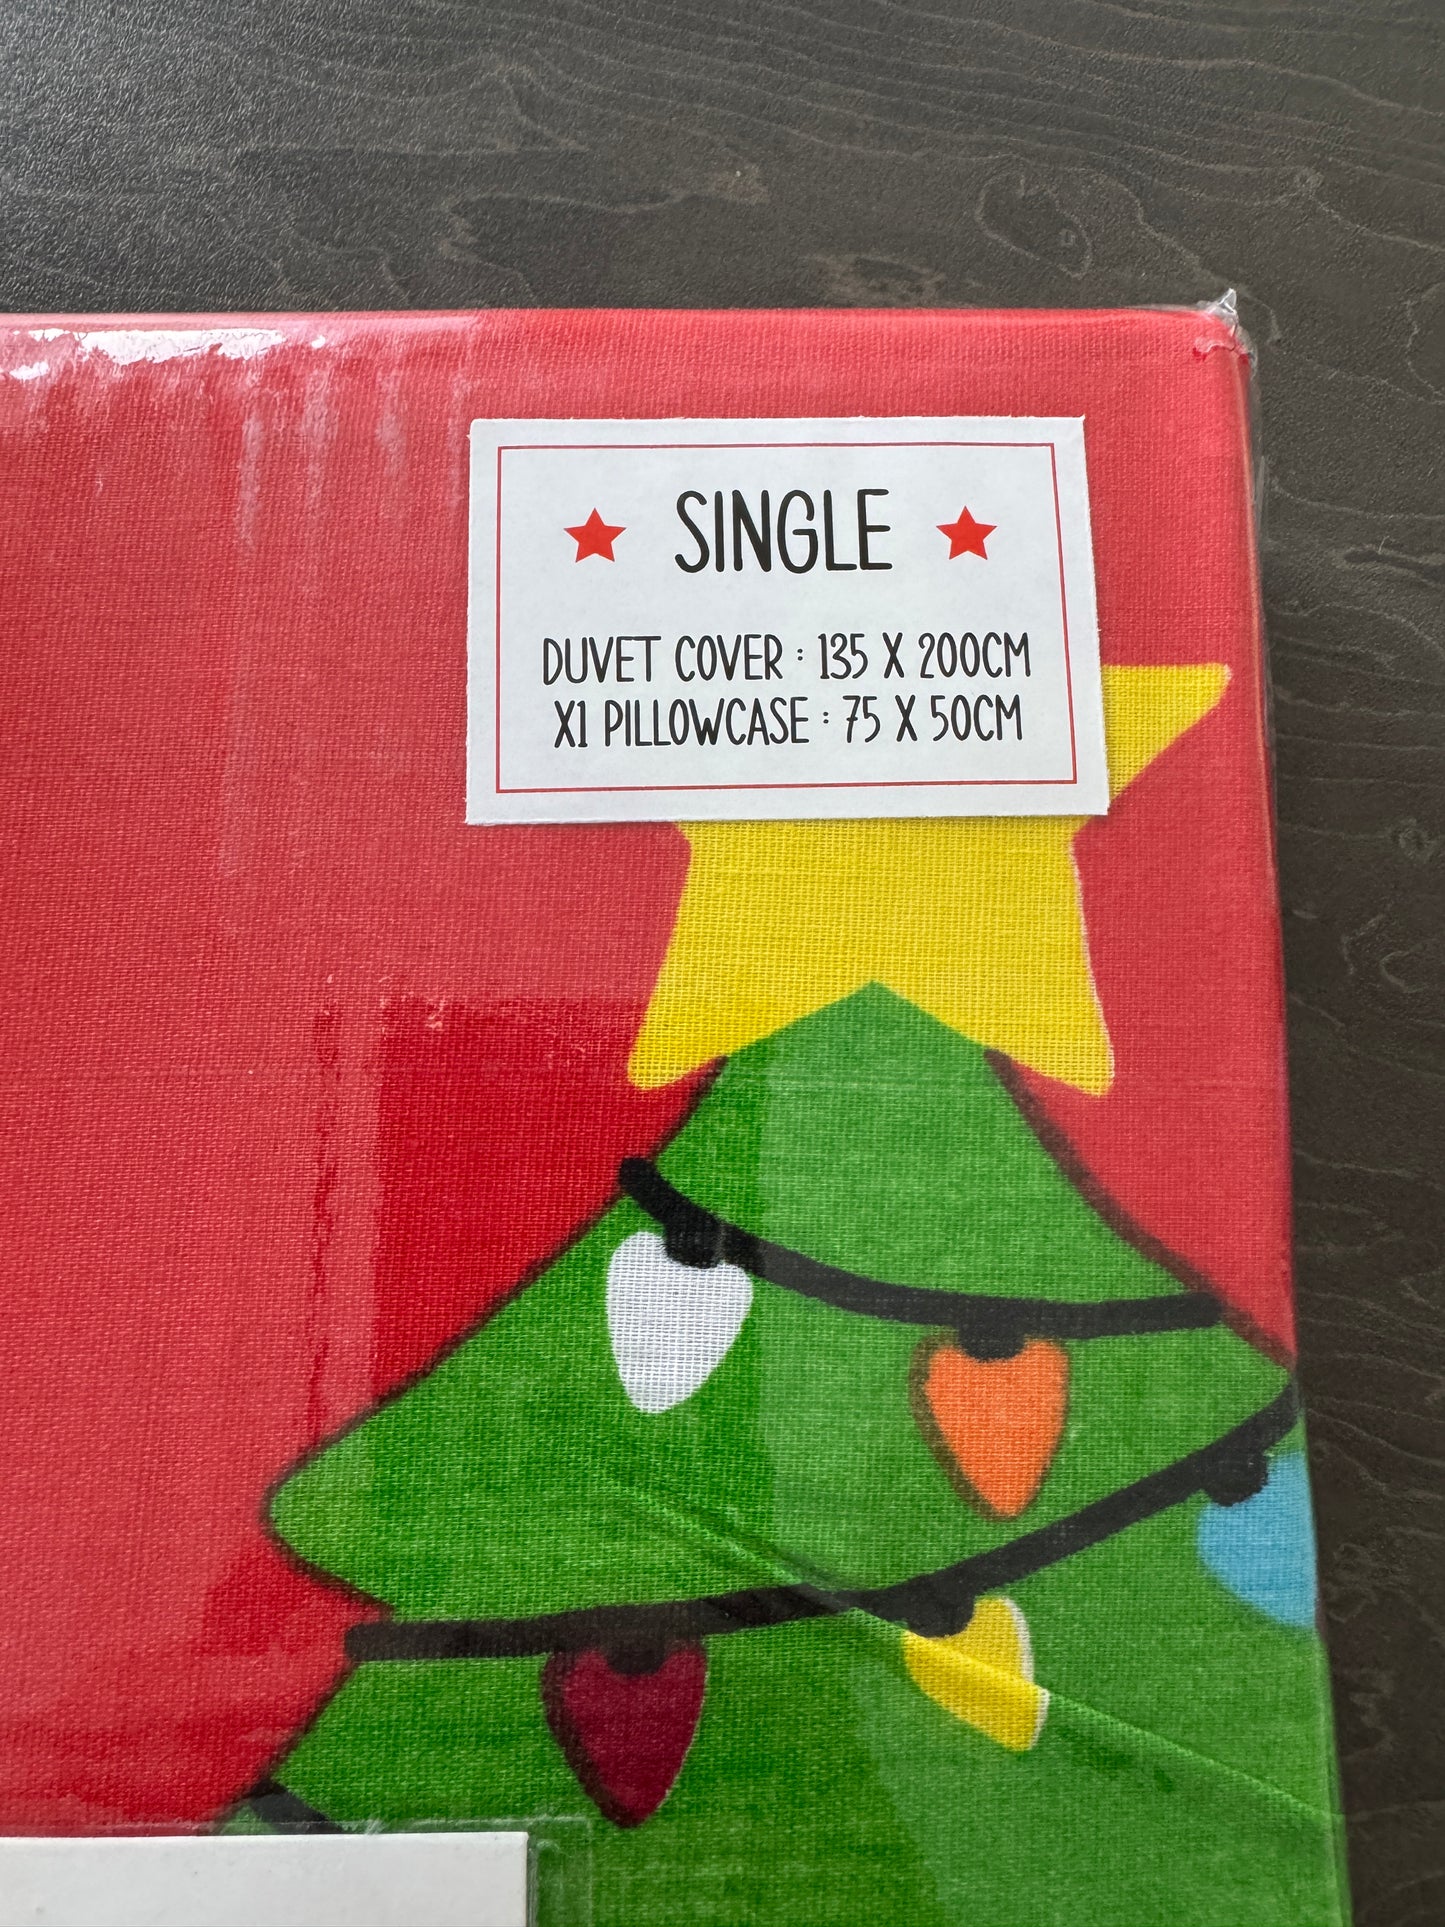 SINGLE
DUVET COVER : 135 X 200CM
X1 PILLOWCASE : 75 X 50CM